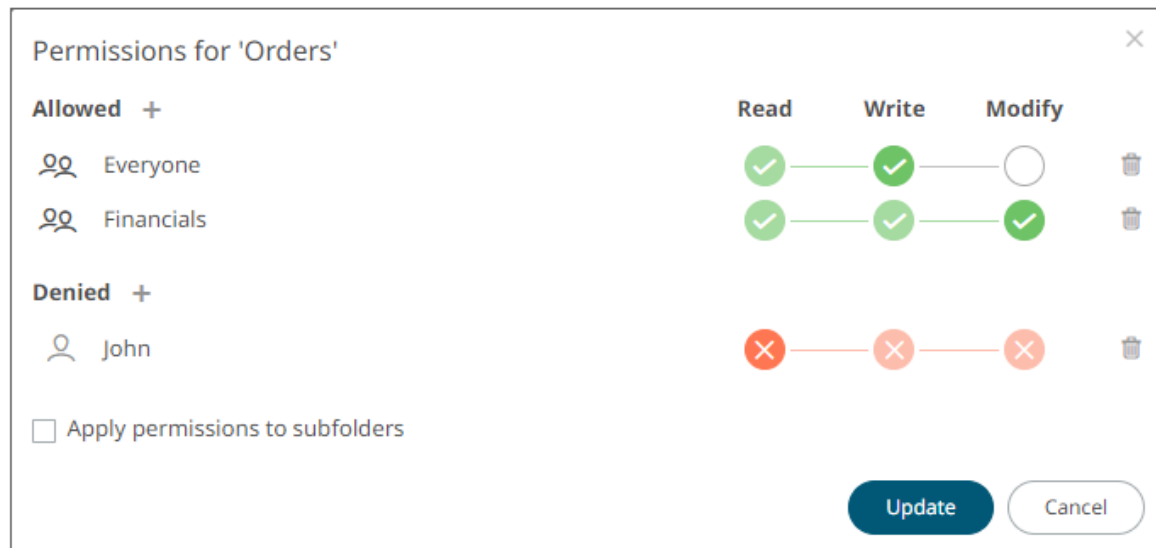 Permissions for 'Orders'
Allowed + Read Write Modify
Everyone
Financials
Denied +
John
Apply permissions to subfolders
Update Cancel